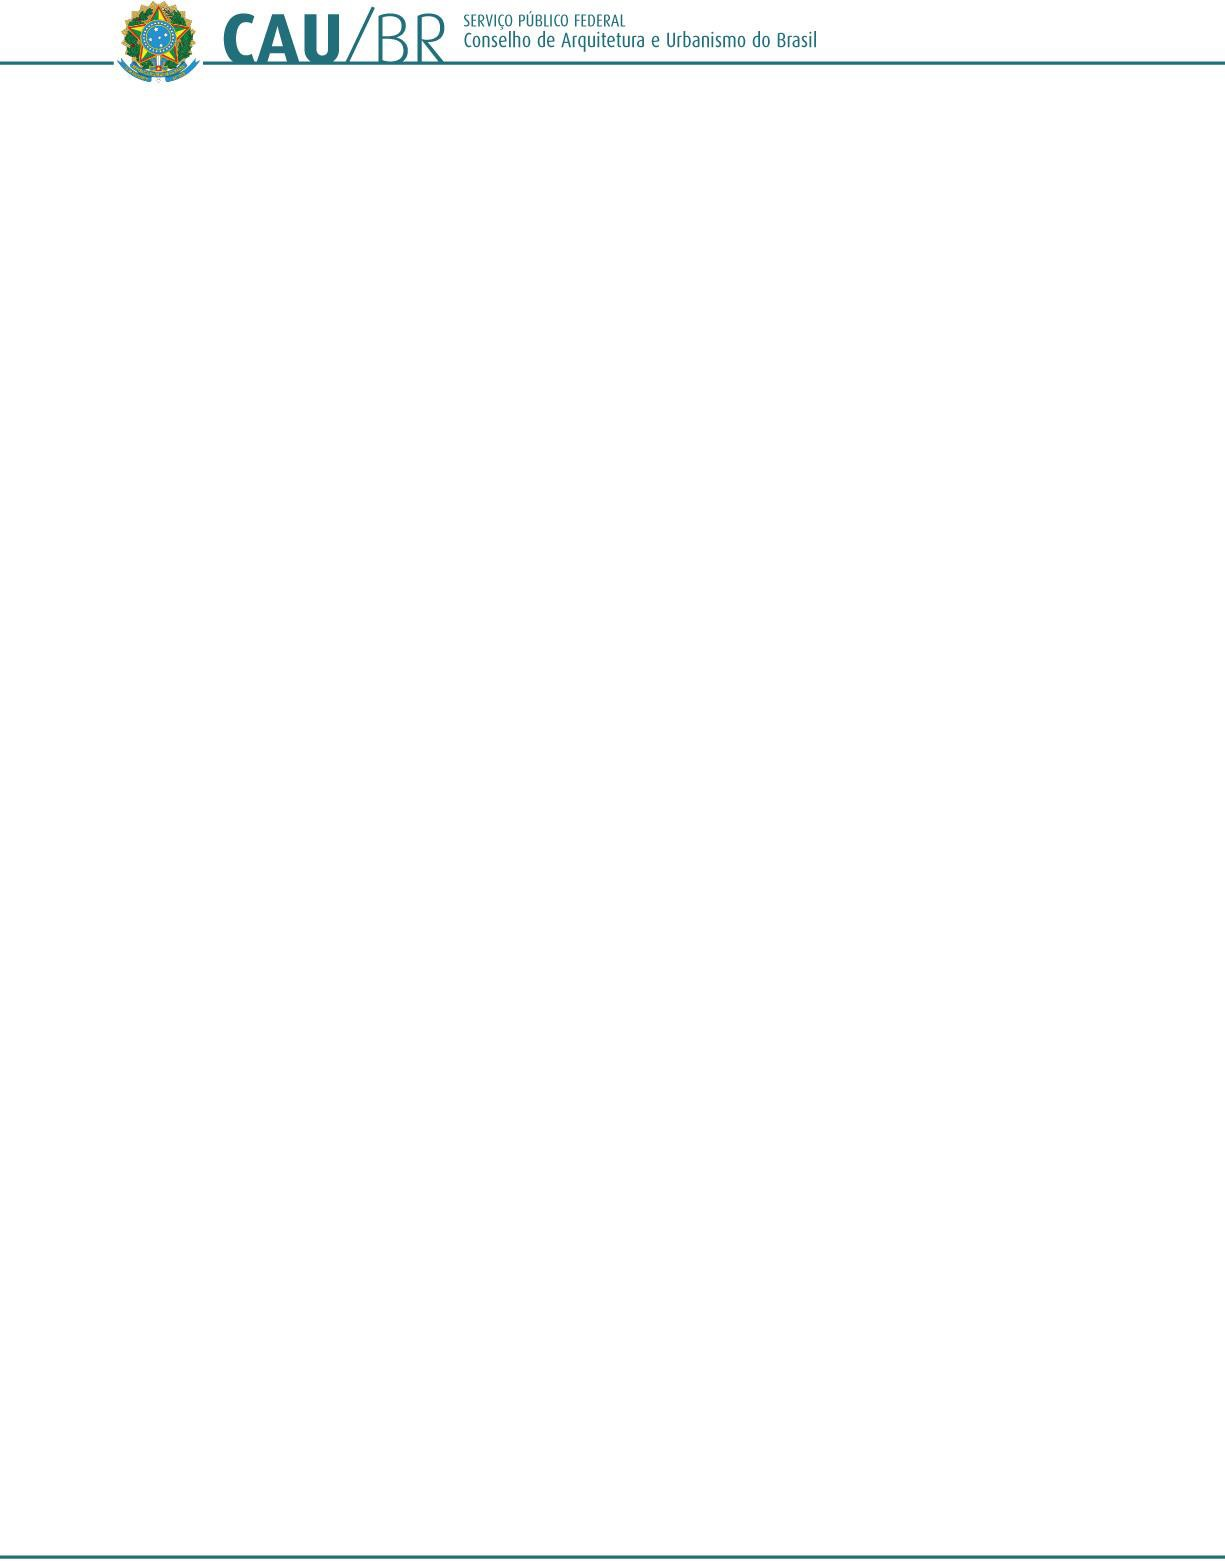 CAU/BR
SERVIÇO PÚBLICO FEDERAL
Conselho de Arquitetura e Urbanismo do Brasil